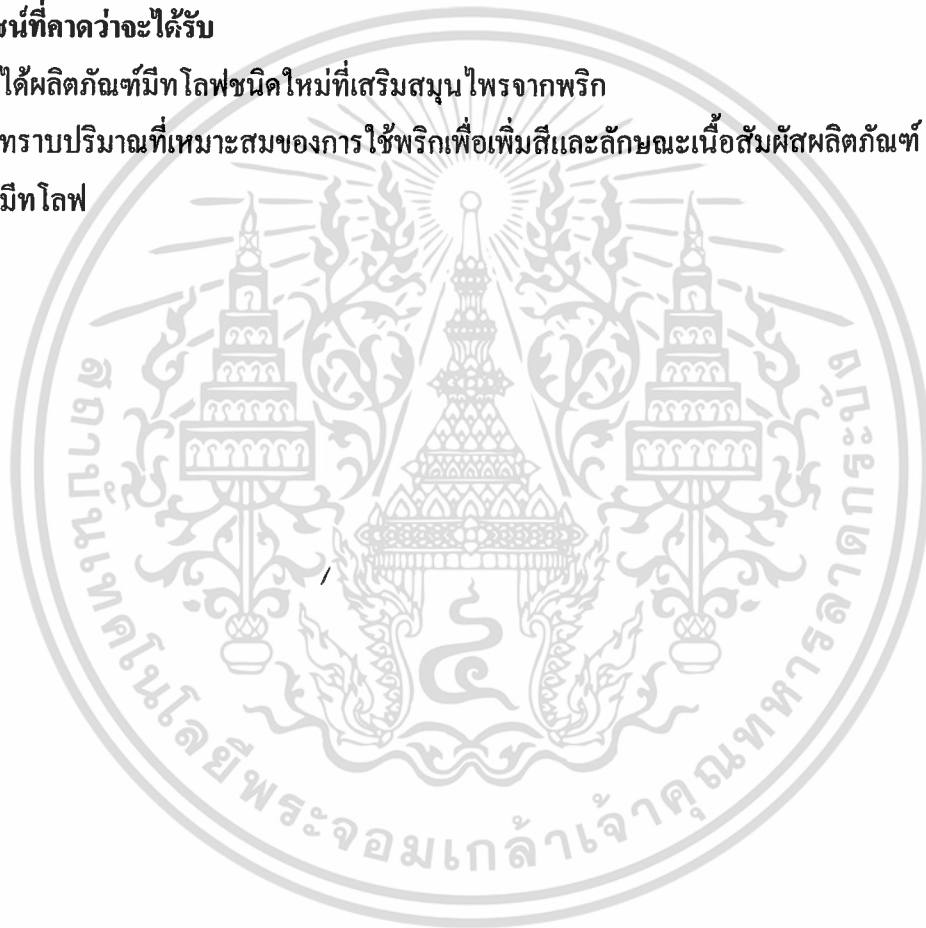 ชน์ที่คาดว่าจะได้รับ
ได้ผลิตภัณฑ์มีทโลฟชนิดใหม่ที่เสริมสมุนไพรจากพริก
ทราบปริมาณที่เหมาะสมของการใช้พริกเพื่อเพิ่มสีและลักษณะเนื้อสัมผัสผลิตภัณฑ์
มีทโลฟ
สถาบันเทคโนโลยีพระจอมเกล้าเจ้าคุณทหารลาดกระบัง